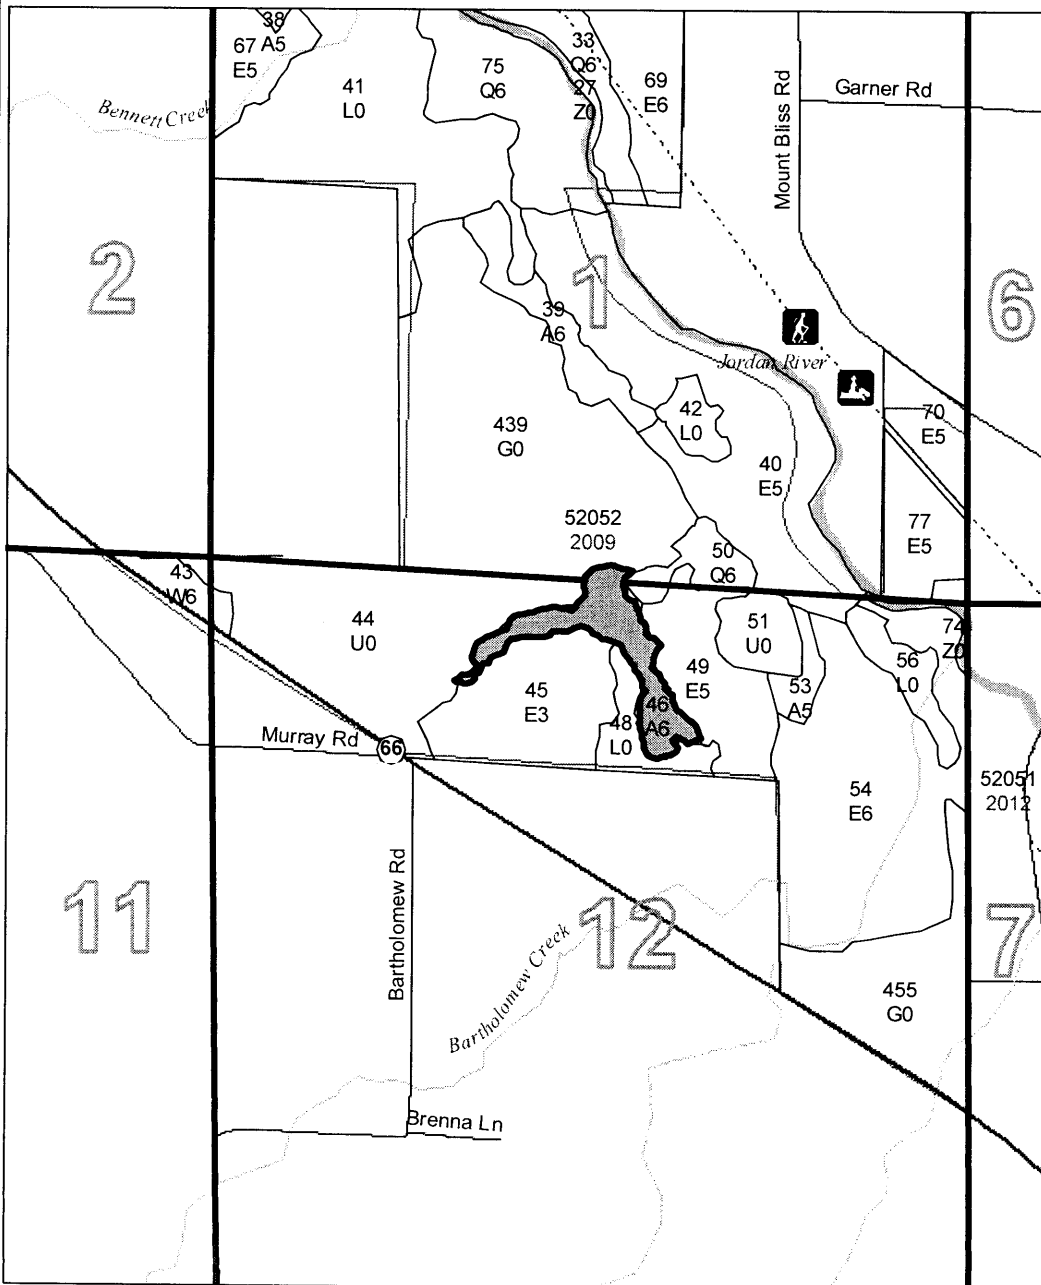 38
A5
67
E5
41
L0
75
Q6
33
Q6
27
Z0
69
E6
Mount Bliss Rd
Garner Rd
Bennett Creek
2
1
6
39
A6
Jordan River
42
L0
70
E5
439
G0
40
E5
77
E5
52052
2009
50
Q6
43
W6
44
U0
51
U0
74
Z0
49
E5
56
L0
53
A5
45
E3
46
A6
48
L0
Murray Rd
66
54
E6
52051
2012
11
Bartholomew Rd
12
7
Bartholomew Creek
455
G0
Brenna Ln